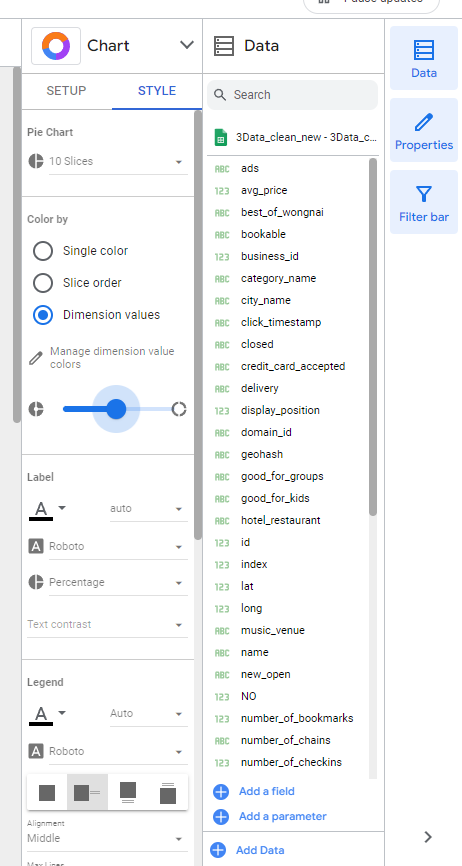 Chart
SETUP
STYLE
Pie Chart
10 Slices
Color by
Single color
Slice order
Dimension values
Manage dimension value
colors
Label
A
auto
A Roboto
Percentage
Text contrast
Legend
A
Auto
A Roboto
Alignment
Middle
Data
Search
3Data_clean_new - 3Data_c...
ABC ads
123 avg_price
ABC best_of_wongnai
ABC bookable
123 business_id
ABC category_name
ABC city_name
ABC click_timestamp
ABC closed
ABC credit_card_accepted
ABC delivery
123 display_position
123 domain_id
ABC geohash
ABC good_for_groups
ABC good_for_kids
ABC hotel_restaurant
123 id
123 index
123 lat
123 long
ABC music_venue
ABC name
ABC new_open
123 NO
123 number_of_bookmarks
ABC number_of_chains
123 number_of_checkins
Add a field
Add a parameter
Add Data
Data
Properties
Filter bar